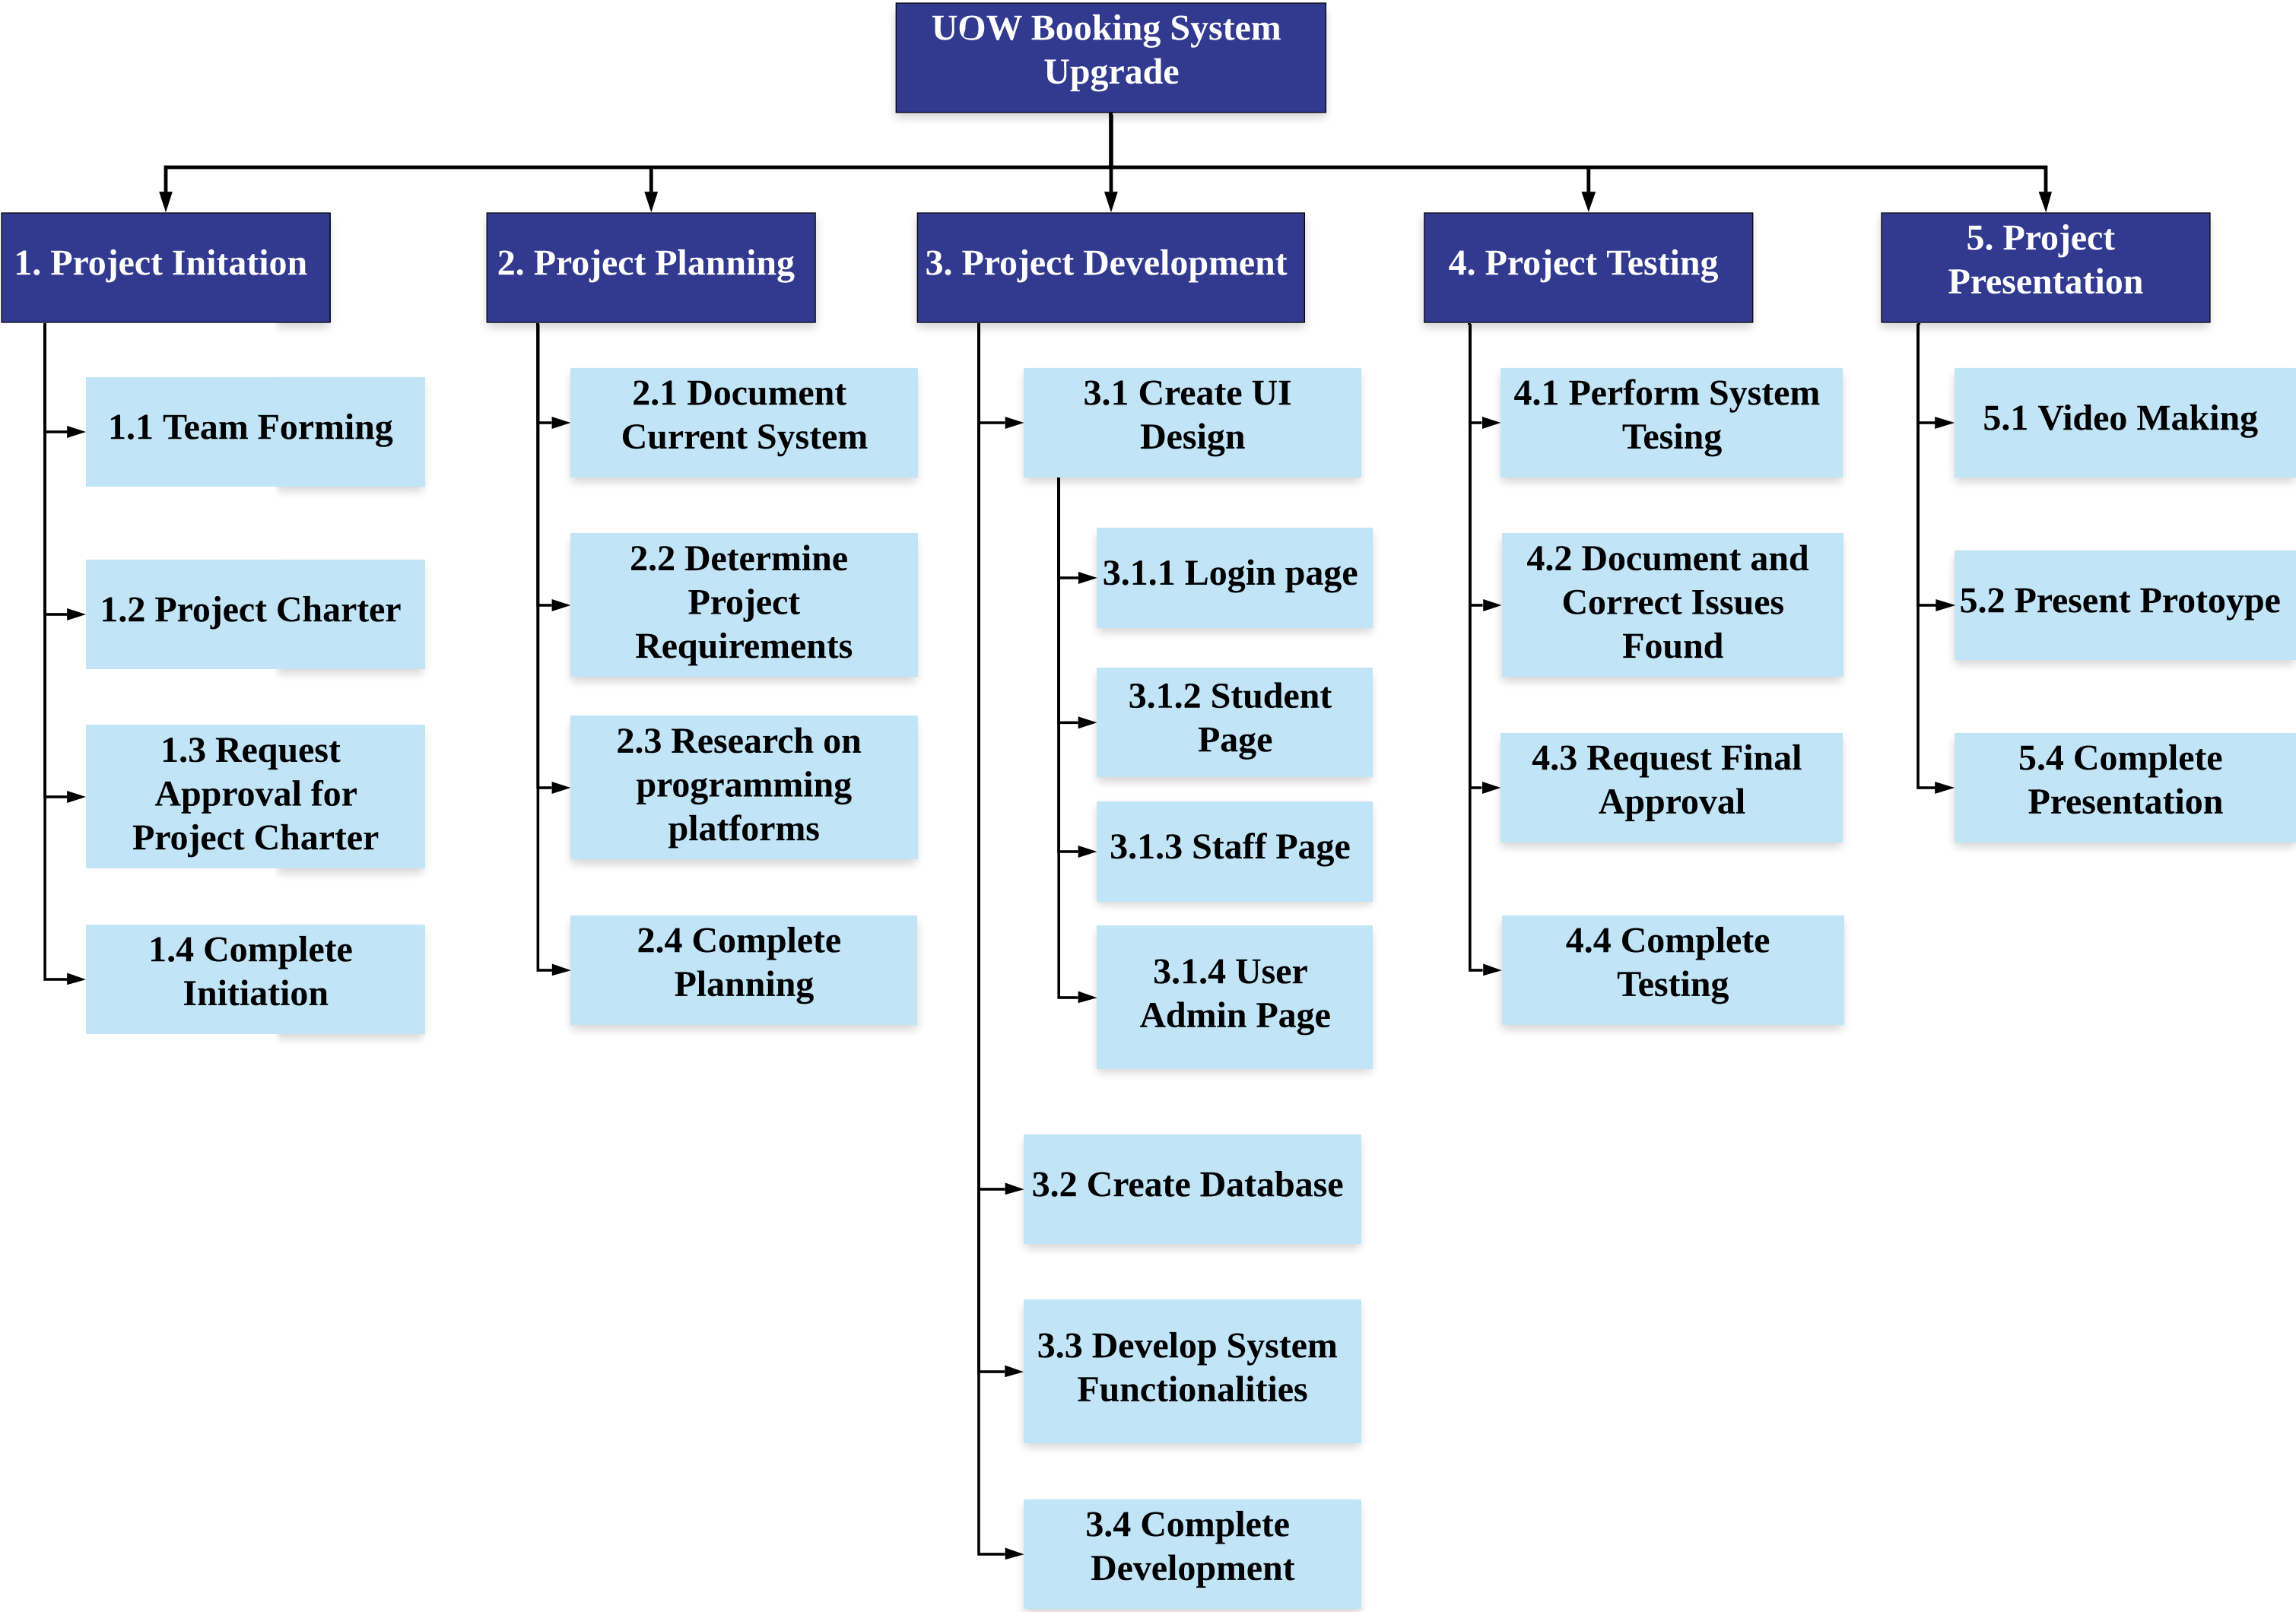 UOW Booking System
Upgrade
1. Project Initation
2. Project Planning
3. Project Development
4. Project Testing
5. Project
Presentation
1.1 Team Forming
1.2 Project Charter
1.3 Request
Approval for
Project Charter
1.4 Complete
Initiation
2.1 Document
Current System
2.2 Determine
Project
Requirements
2.3 Research on
programming
platforms
2.4 Complete
Planning
3.1 Create UI
Design
3.1.1 Login page
3.1.2 Student
Page
3.1.3 Staff Page
3.1.4 User
Admin Page
3.2 Create Database
3.3 Develop System
Functionalities
3.4 Complete
Development
4.1 Perform System
Tesing
4.2 Document and
Correct Issues
Found
4.3 Request Final
Approval
4.4 Complete
Testing
5.1 Video Making
5.2 Present Protoype
5.4 Complete
Presentation